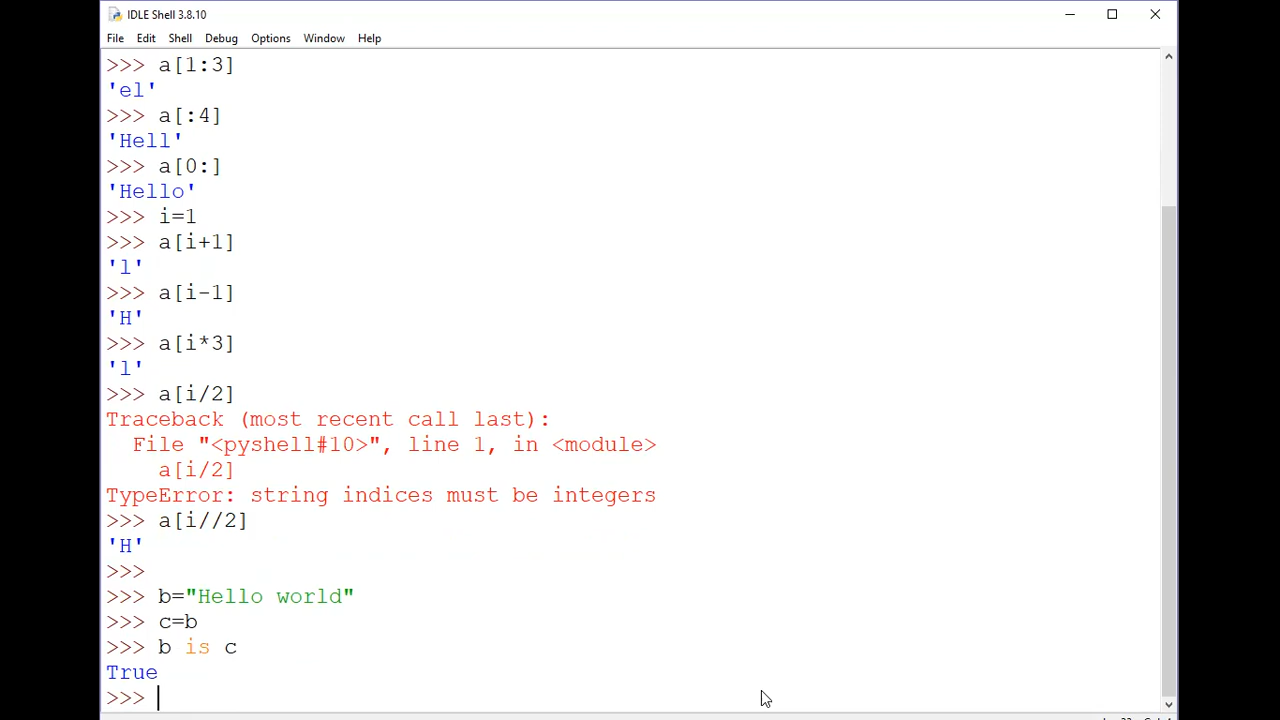 IDLE Shell 3.8.10
File Edit Shell Debug Options Window Help
>>> a[1:3]
'el'
>>> a[:4]
'Hell'
>>> a[0:]
'Hello'
>>> i=1
>>> a[i+1]
'l'
>>> a[i-1]
'H'
>>> a[i*3]
'l'
>>> a[i/2]
Traceback (most recent call last):
  File "<pyshell#10>", line 1, in <module>
    a[i/2]
TypeError: string indices must be integers
>>> a[i//2]
'H'
>>>
>>> b="Hello world"
>>> c=b
>>> b is c
True
>>>